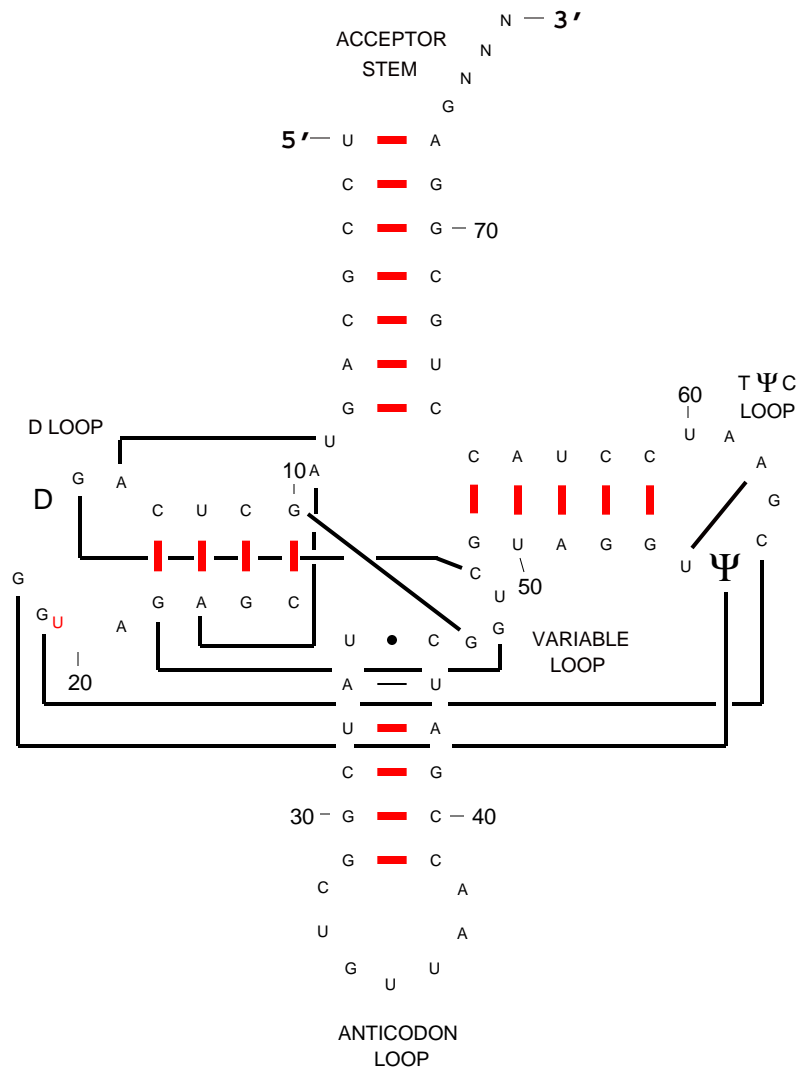 N 3′
ACCEPTOR
STEM
N
N
G
5′ U A
C G
C G 70
G C
C G
A U
G C
TΨC
LOOP
60
D LOOP
U
U A
C A U C C
G A
10 A
A
G
D
C U C G
C
G U G A G G
U Ψ
C
50
G
G A G C
U
G U
A
U C G G
VARIABLE
LOOP
20
A U
U A
C G
30 G C 40
G C
C A
U A
G U
U
ANTICODON
LOOP